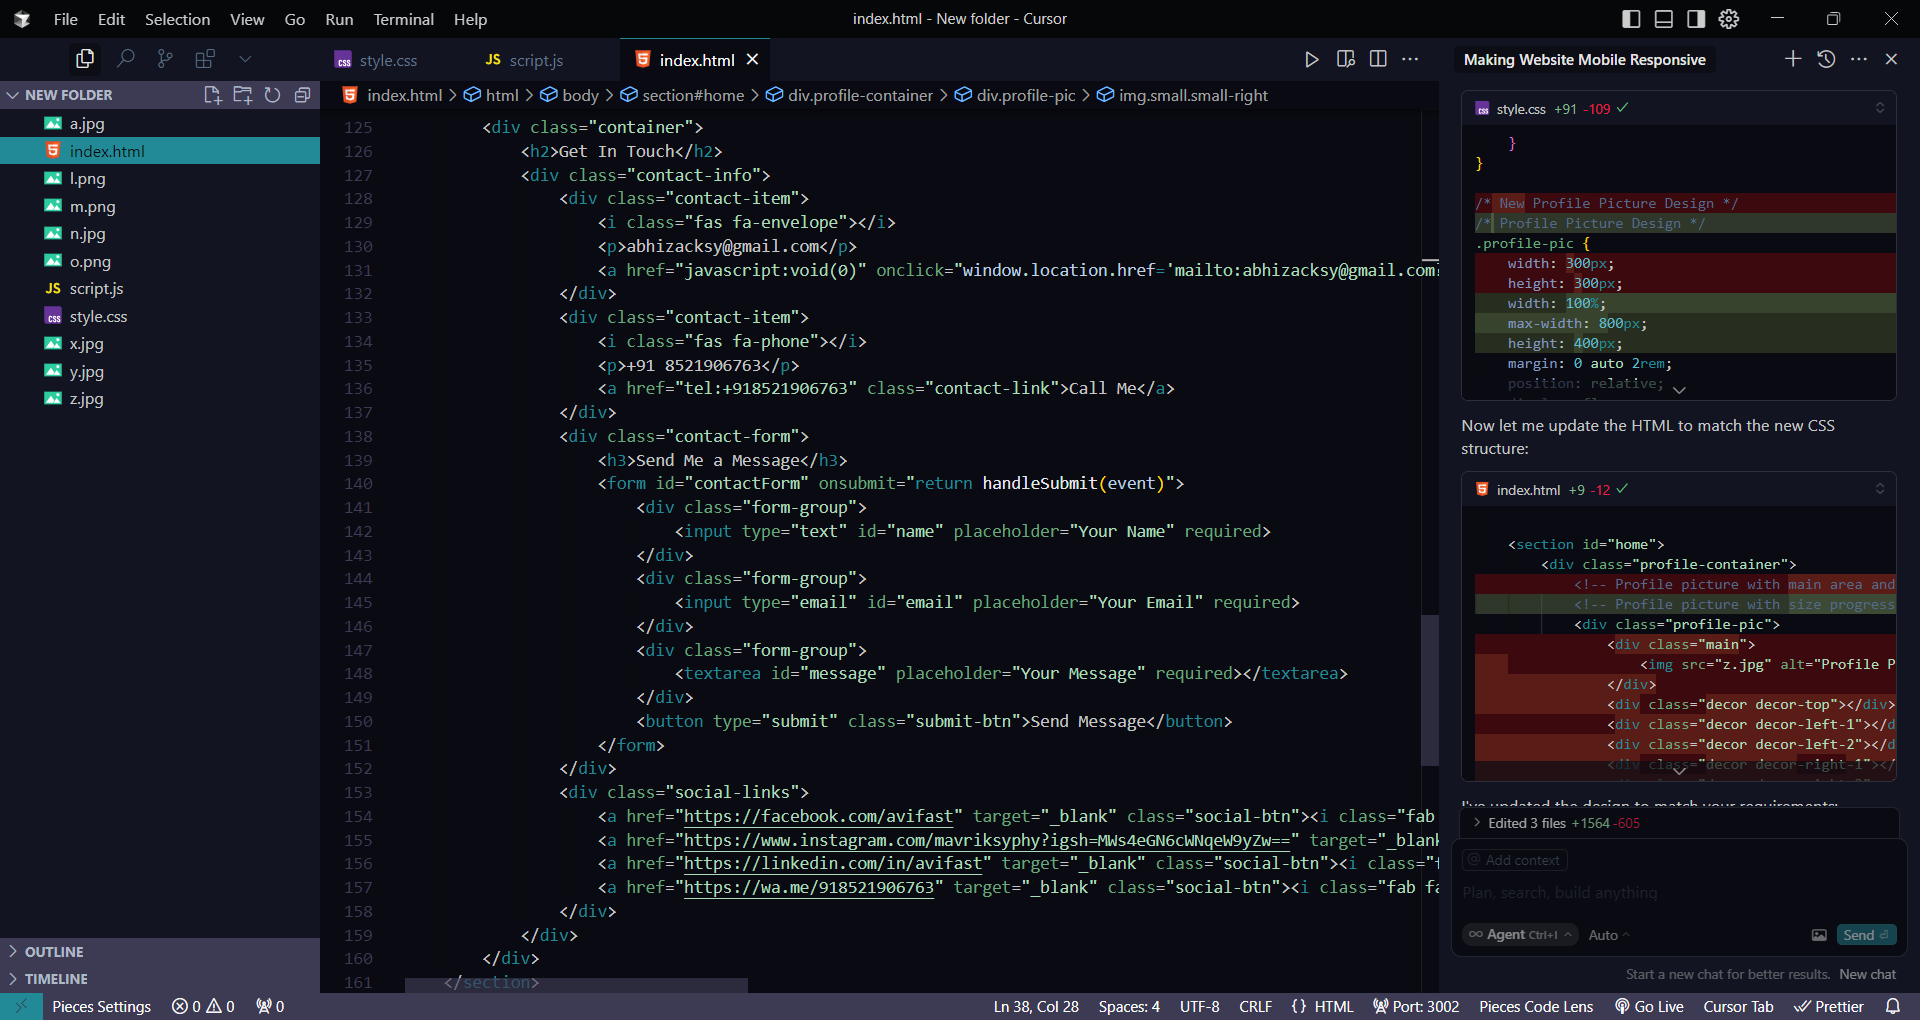 File Edit Selection View Go Run Terminal Help
index.html - New folder - Cursor
style.css
JS script.js
index.html
Making Website Mobile Responsive
NEW FOLDER
a.jpg
index.html
l.png
m.png
n.jpg
o.png
JS script.js
style.css
x.jpg
y.jpg
z.jpg
OUTLINE
TIMELINE
index.html > html > body > section#home > div.profile-container > div.profile-pic > img.small.small-right
125 <div class="container">
126 <h2>Get In Touch</h2>
127 <div class="contact-info">
128 <div class="contact-item">
129 <i class="fas fa-envelope"></i>
130 <p>abhizacksy@gmail.com</p>
131 <a href="javascript:void(0)" onclick="window.location.href='mailto:abhizacksy@gmail.com?
132 </div>
133 <div class="contact-item">
134 <i class="fas fa-phone"></i>
135 <p>+91 8521906763</p>
136 <a href="tel:+918521906763" class="contact-link">Call Me</a>
137 </div>
138 <div class="contact-form">
139 <h3>Send Me a Message</h3>
140 <form id="contactForm" onsubmit="return handleSubmit(event)">
141 <div class="form-group">
142 <input type="text" id="name" placeholder="Your Name" required>
143 </div>
144 <div class="form-group">
145 <input type="email" id="email" placeholder="Your Email" required>
146 </div>
147 <div class="form-group">
148 <textarea id="message" placeholder="Your Message" required></textarea>
149 </div>
150 <button type="submit" class="submit-btn">Send Message</button>
151 </form>
152 </div>
153 <div class="social-links">
154 <a href="https://facebook.com/avifast" target="_blank" class="social-btn"><i class="fab
155 <a href="https://www.instagram.com/mavriksyphy?igsh=MWs4eGN6cWNqeW9yZw==" target="_blank
156 <a href="https://linkedin.com/in/avifast" target="_blank" class="social-btn"><i class="f
157 <a href="https://wa.me/918521906763" target="_blank" class="social-btn"><i class="fab fa
158 </div>
159 </div>
160 </div>
161 </section>
style.css +91 -109
}
}
/* New Profile Picture Design */
/* Profile Picture Design */
.profile-pic {
width: 300px;
height: 300px;
width: 100%;
max-width: 800px;
height: 400px;
margin: 0 auto 2rem;
position: relative;
Now let me update the HTML to match the new CSS
structure:
index.html +9 -12
<section id="home">
<div class="profile-container">
<!-- Profile picture with main area and
<!-- Profile picture with size progress
<div class="profile-pic">
<div class="main">
<img src="z.jpg" alt="Profile P
</div>
<div class="decor decor-top"></div>
<div class="decor decor-left-1"></d
<div class="decor decor-left-2"></d
<div class="decor decor-right-1"></
I've updated the design to match your requirements:
Edited 3 files +1564 -605
@ Add context
Plan, search, build anything
Agent Ctrl+I
Auto
Send
Start a new chat for better results. New chat
Pieces Settings 0 0 0
Ln 38, Col 28 Spaces: 4 UTF-8 CRLF {} HTML Port: 3002 Pieces Code Lens Go Live Cursor Tab Prettier